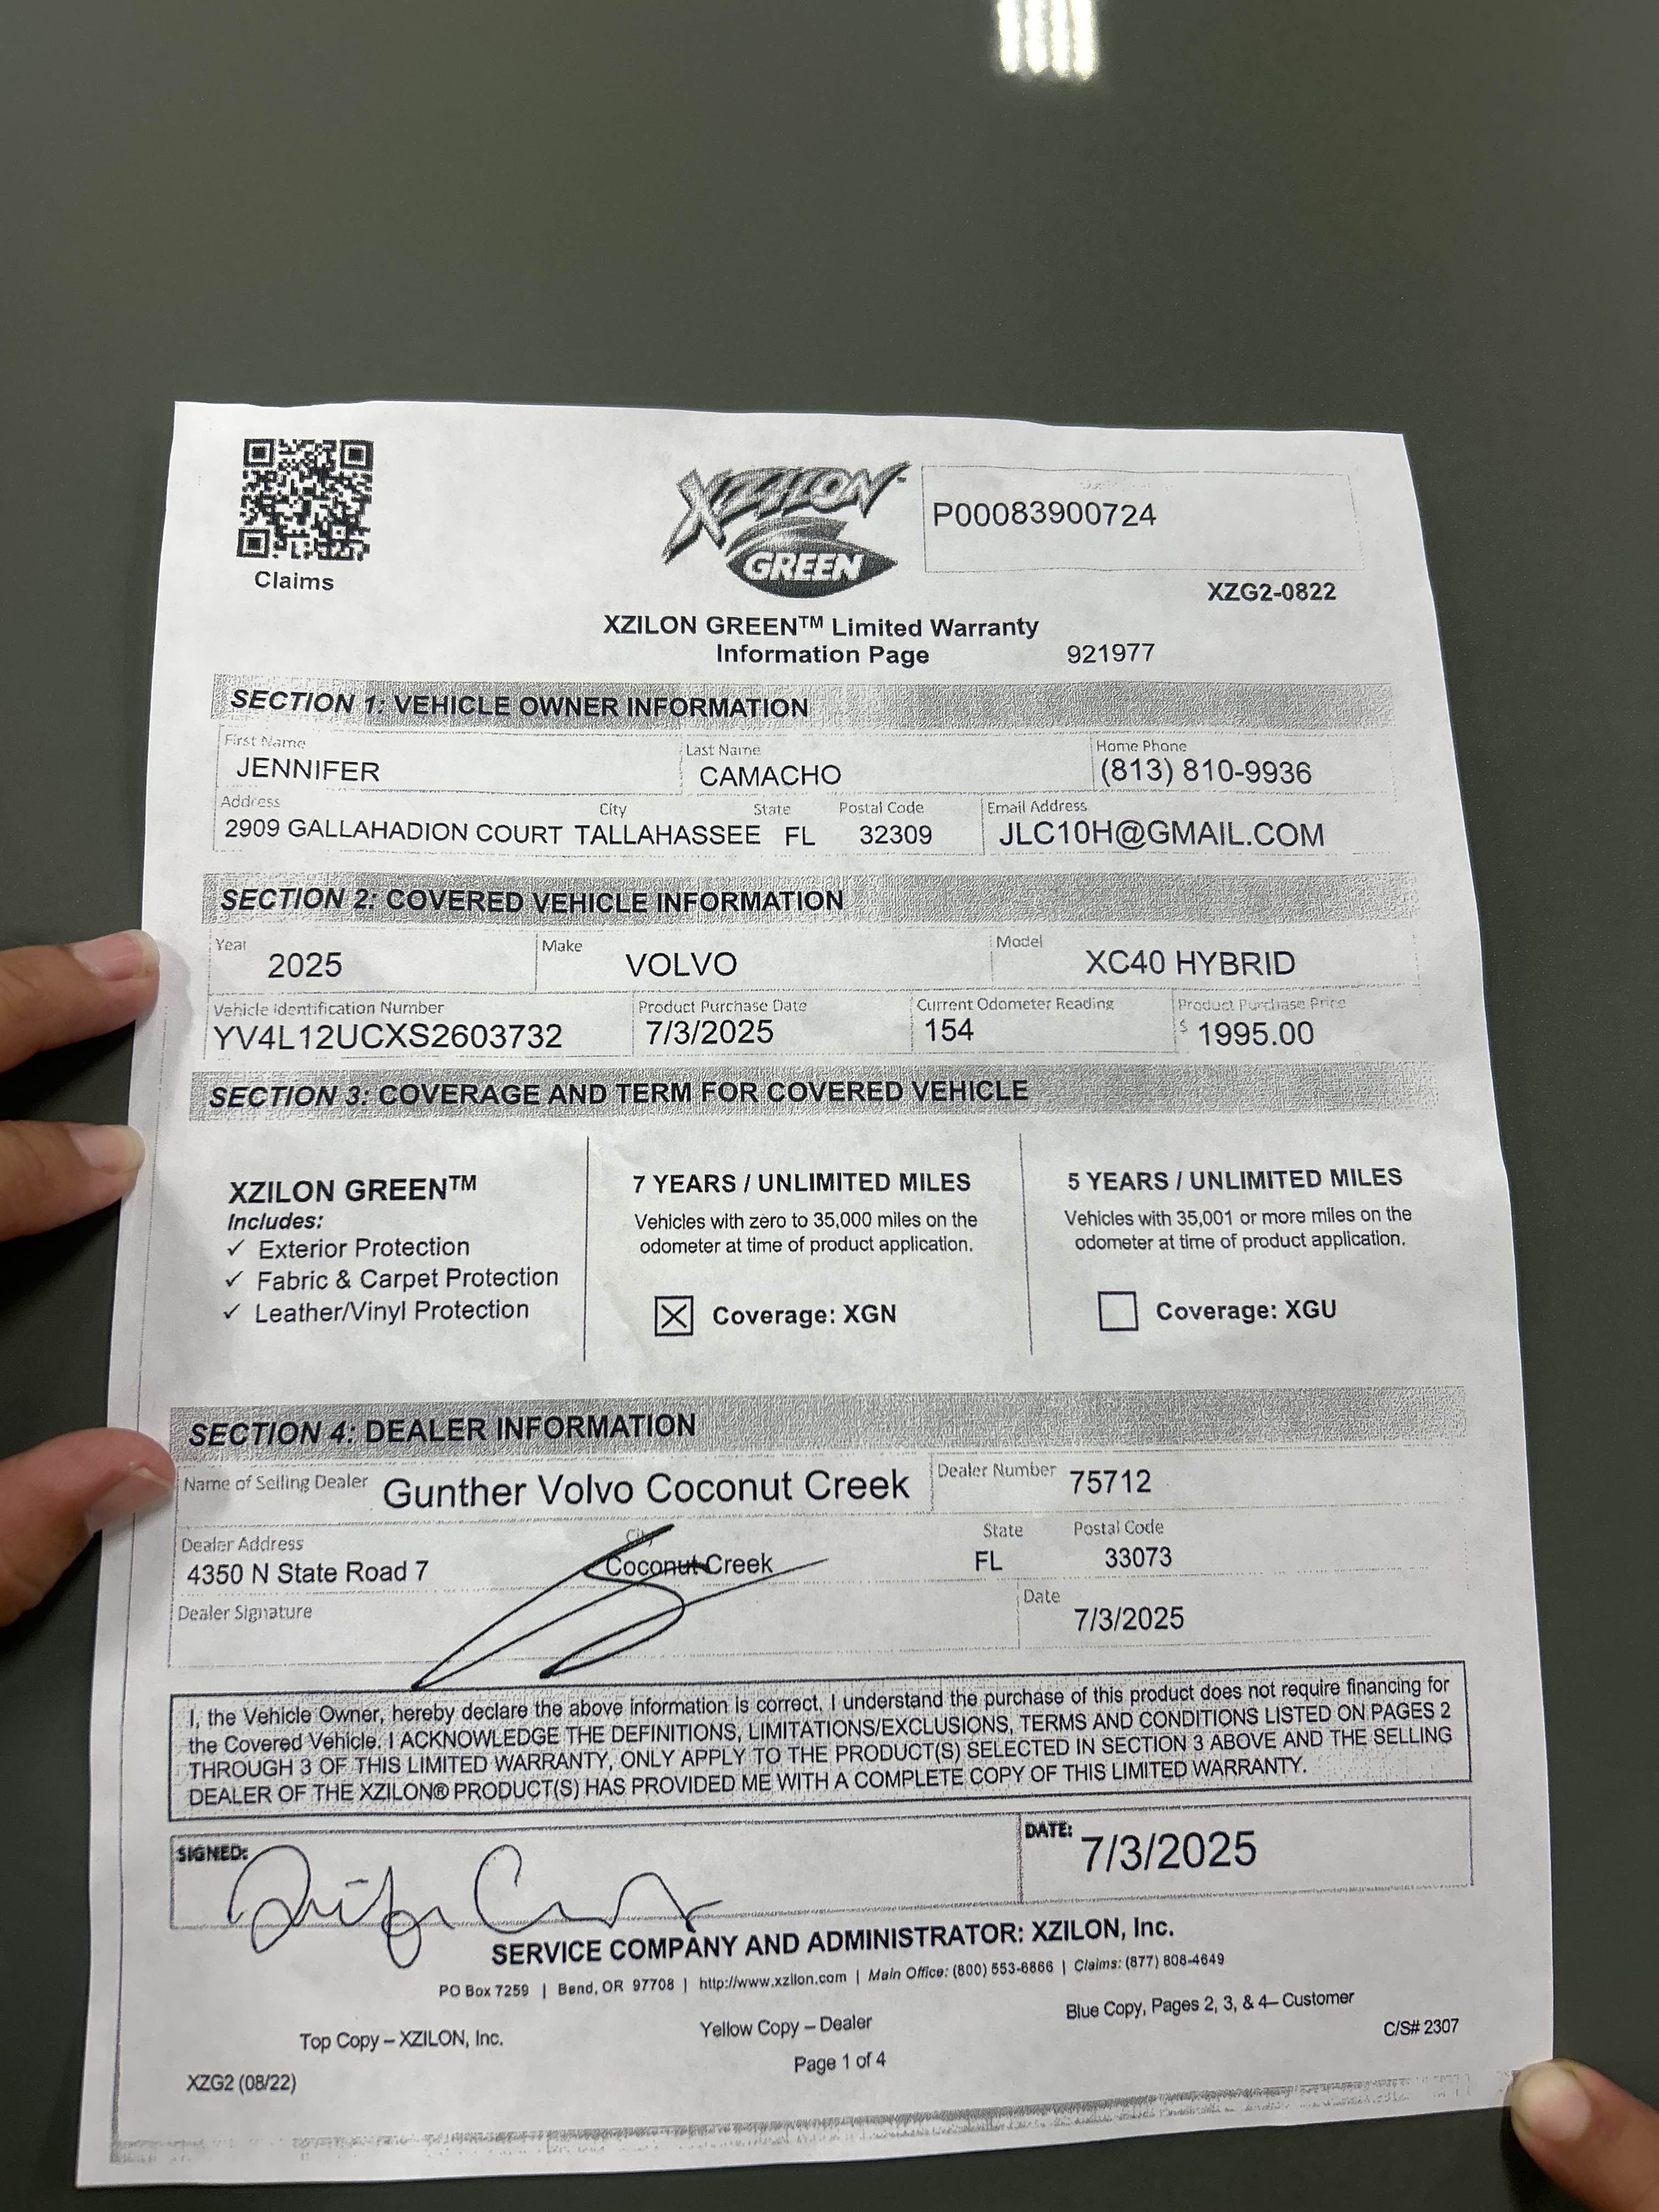 XZILON
GREEN
P00083900724
Claims
XZG2-0822
XZILON GREEN™ Limited Warranty
Information Page 921977
SECTION 1: VEHICLE OWNER INFORMATION
First Name Last Name Home Phone
JENNIFER CAMACHO (813) 810-9936
Address City State Postal Code Email Address
2909 GALLAHADION COURT TALLAHASSEE FL 32309 JLC10H@GMAIL.COM
SECTION 2: COVERED VEHICLE INFORMATION
Year Make Model
2025 VOLVO XC40 HYBRID
Vehicle Identification Number Product Purchase Date Current Odometer Reading Product Purchase Price
YV4L12UCXS2603732 7/3/2025 154 $ 1995.00
SECTION 3: COVERAGE AND TERM FOR COVERED VEHICLE
XZILON GREEN™
Includes:
✓ Exterior Protection
✓ Fabric & Carpet Protection
✓ Leather/Vinyl Protection
7 YEARS / UNLIMITED MILES
Vehicles with zero to 35,000 miles on the
odometer at time of product application.
☒ Coverage: XGN
5 YEARS / UNLIMITED MILES
Vehicles with 35,001 or more miles on the
odometer at time of product application.
☐ Coverage: XGU
SECTION 4: DEALER INFORMATION
Name of Selling Dealer Gunther Volvo Coconut Creek Dealer Number 75712
Dealer Address City State Postal Code
4350 N State Road 7 Coconut Creek FL 33073
Dealer Signature Date
7/3/2025
I, the Vehicle Owner, hereby declare the above information is correct. I understand the purchase of this product does not require financing for
the Covered Vehicle. I ACKNOWLEDGE THE DEFINITIONS, LIMITATIONS/EXCLUSIONS, TERMS AND CONDITIONS LISTED ON PAGES 2
THROUGH 3 OF THIS LIMITED WARRANTY, ONLY APPLY TO THE PRODUCT(S) SELECTED IN SECTION 3 ABOVE AND THE SELLING
DEALER OF THE XZILON® PRODUCT(S) HAS PROVIDED ME WITH A COMPLETE COPY OF THIS LIMITED WARRANTY.
SIGNED: DATE: 7/3/2025
SERVICE COMPANY AND ADMINISTRATOR: XZILON, Inc.
PO Box 7259 | Bend, OR 97708 | http://www.xzilon.com | Main Office: (800) 553-6866 | Claims: (877) 808-4649
Top Copy – XZILON, Inc. Yellow Copy – Dealer Blue Copy, Pages 2, 3, & 4– Customer
C/S# 2307
Page 1 of 4
XZG2 (08/22)